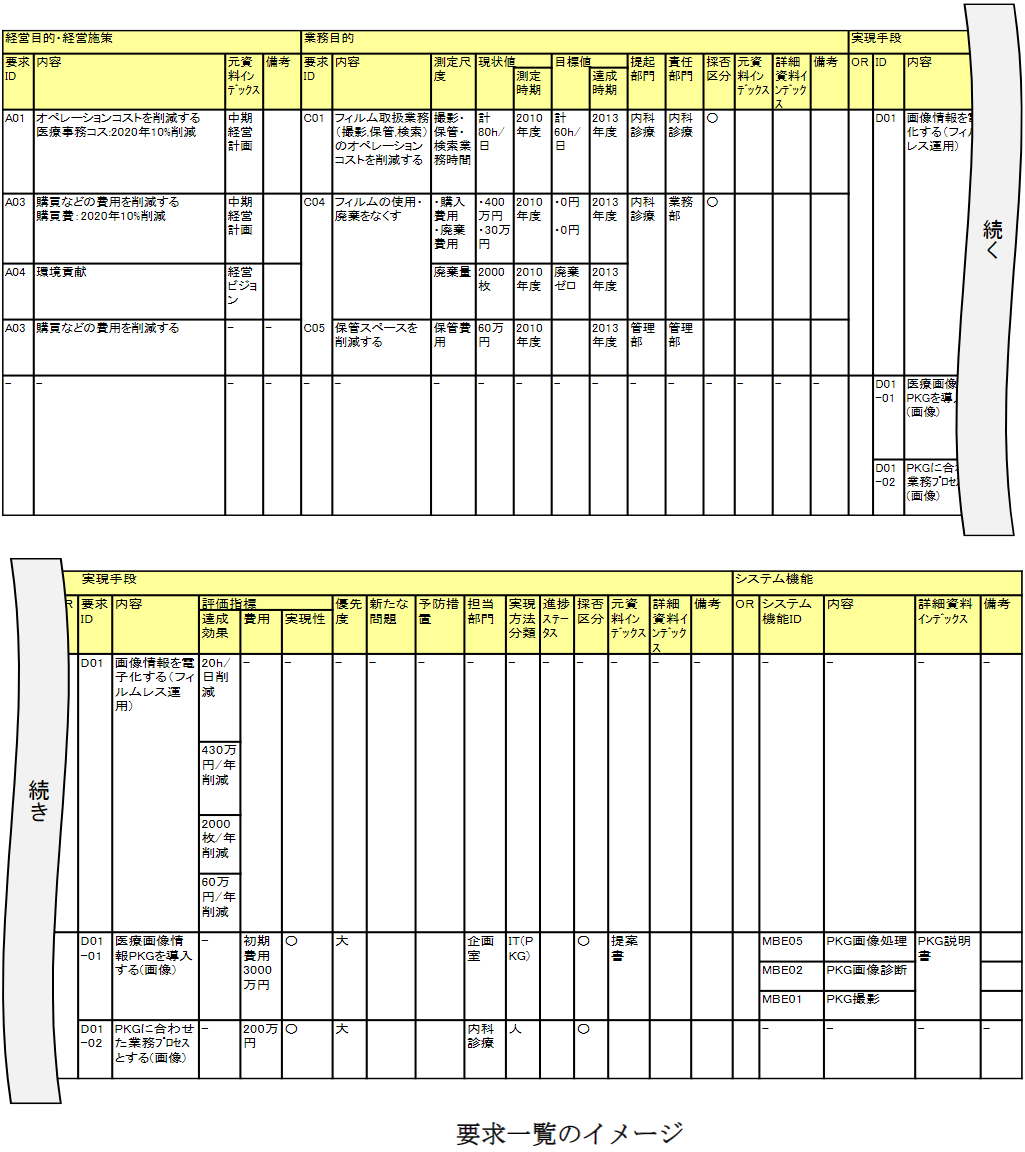 経営目的・経営施策 業務目的 実現手段
要求ID 内容 元資料インデックス 備考 要求ID 内容 測定尺度 現状値 測定時期 目標値 達成時期 提起部門 責任部門 採否区分 元資料インデックス 詳細資料インデックス 備考 OR ID 内容
A01 オペレーションコストを削減する 医療事務コス:2020年10%削減 中期経営計画 C01 フィルム取扱業務(撮影,保管,検索)のオペレーションコストを削減する 撮影・保管・検索業務時間 計80h/日 2010年度 計60h/日 2013年度 内科診療 内科診療 ○ D01 画像情報を 化する(フィ レス運用)
A03 購買などの費用を削減する 購買費:2020年10%削減 中期経営計画 C04 フィルムの使用・廃棄をなくす ・購入費用 ・廃棄費用 ・400万円 ・30万円 2010年度 ・0円 ・0円 2013年度 内科診療 業務部 ○
A04 環境貢献 経営ビジョン 廃棄量 2000枚 2010年度 廃棄ゼロ 2013年度
A03 購買などの費用を削減する - - C05 保管スペースを削減する 保管費用 60万円 2010年度 2013年度 管理部 管理部
- - - - - - - - - - - - - - - - - D01-01 医療画像 PKGを導 (画像)
D01-02 PKGに合 業務プロセ (画像)
続く
続き
実現手段 システム機能
R 要求ID 内容 評価指標 達成効果 費用 実現性 優先度 新たな問題 予防措置 担当部門 実現方法分類 進捗ステータス 採否区分 元資料インデックス 詳細資料インデックス 備考 OR システム機能ID 内容 詳細資料インデックス 備考
D01 画像情報を電子化する(フィルムレス運用) 20h/日削減 - - - - - - - - - - - - - - - -
430万円/年削減
2000枚/年削減
60万円/年削減
D01-01 医療画像情報PKGを導入する(画像) - 初期費用3000万円 ○ 大 企画室 IT(PKG) ○ 提案書 MBE05 PKG画像処理 PKG説明書
MBE02 PKG画像診断
MBE01 PKG撮影
D01-02 PKGに合わせた業務プロセスとする(画像) - 200万円 ○ 大 内科診療 人 ○ - - - -
要求一覧のイメージ